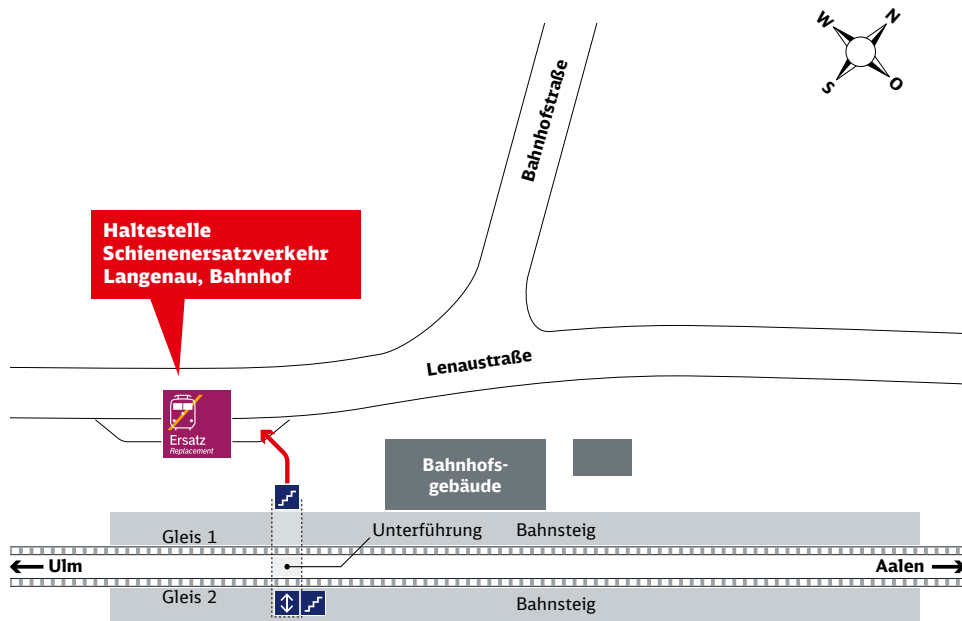 W
N
S
O
Bahnhofstraße
Haltestelle
Schienenersatzverkehr
Langenau, Bahnhof
Lenaustraße
Ersatz
Replacement
Bahnhofs-
gebäude
Gleis 1
Unterführung
Bahnsteig
Ulm
Aalen
Gleis 2
Bahnsteig